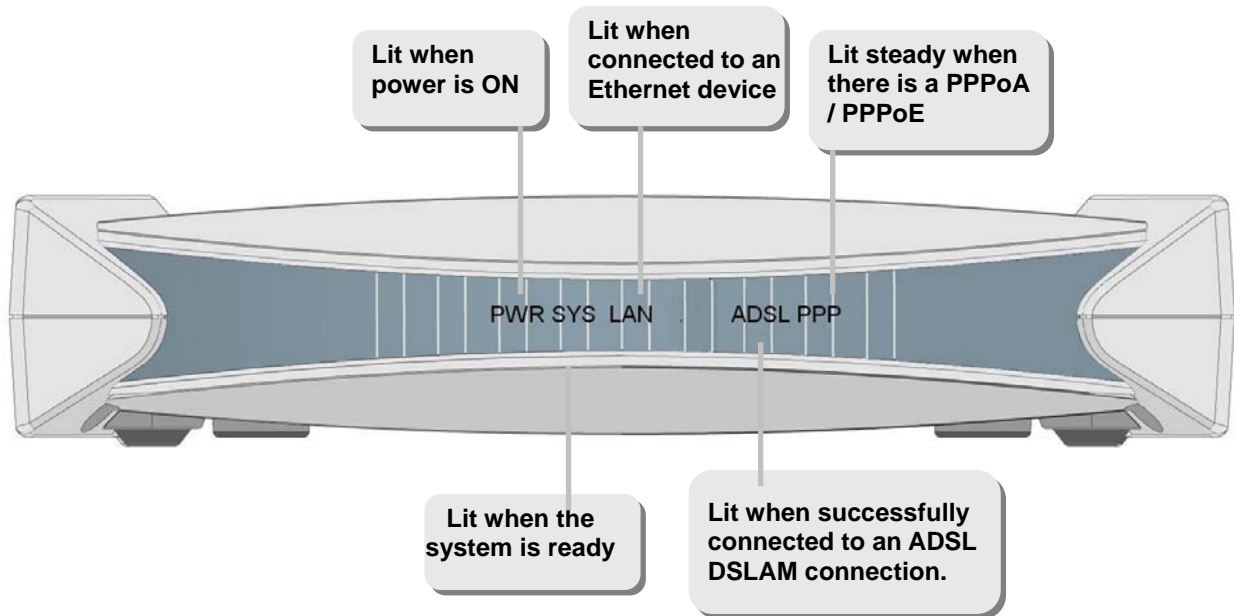 Lit when
power is ON
Lit when
connected to an
Ethernet device
Lit steady when
there is a PPPoA
/ PPPoE
PWR SYS LAN ADSL PPP
Lit when the
system is ready
Lit when successfully
connected to an ADSL
DSLAM connection.